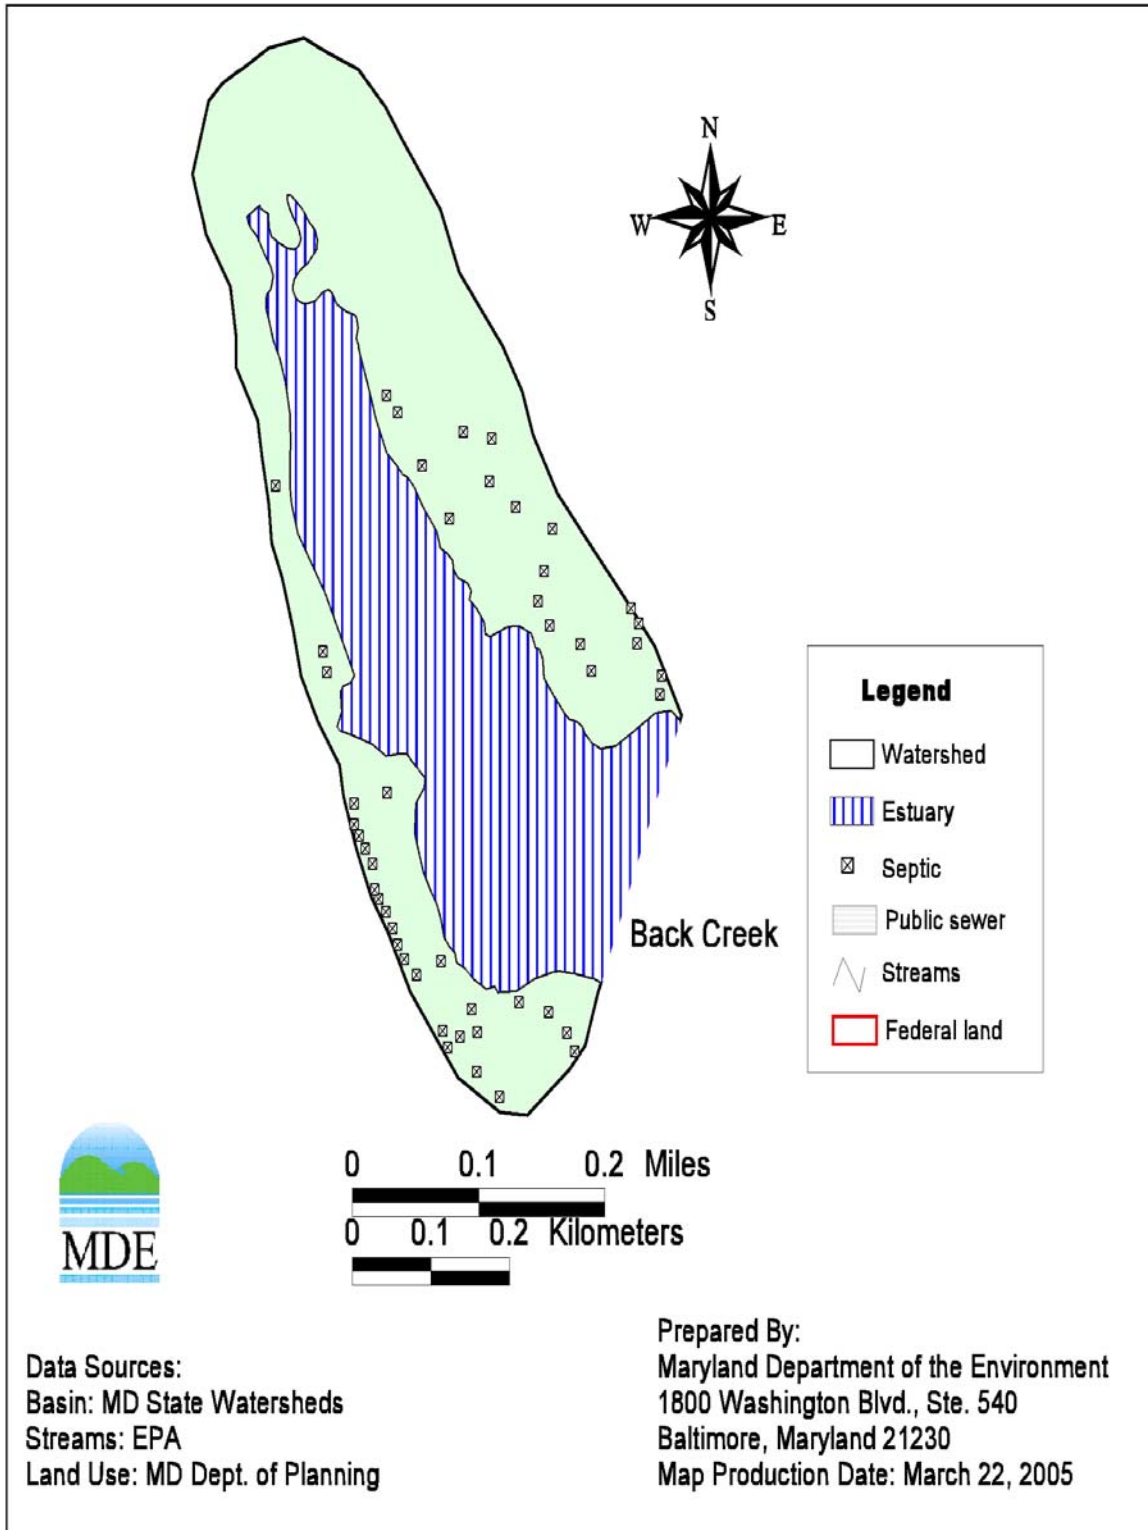 N
W E
S
Legend
Watershed
Estuary
Septic
Public sewer
Streams
Federal land
Back Creek
0 0.1 0.2 Miles
0 0.1 0.2 Kilometers
MDE
Data Sources:
Basin: MD State Watersheds
Streams: EPA
Land Use: MD Dept. of Planning
Prepared By:
Maryland Department of the Environment
1800 Washington Blvd., Ste. 540
Baltimore, Maryland 21230
Map Production Date: March 22, 2005